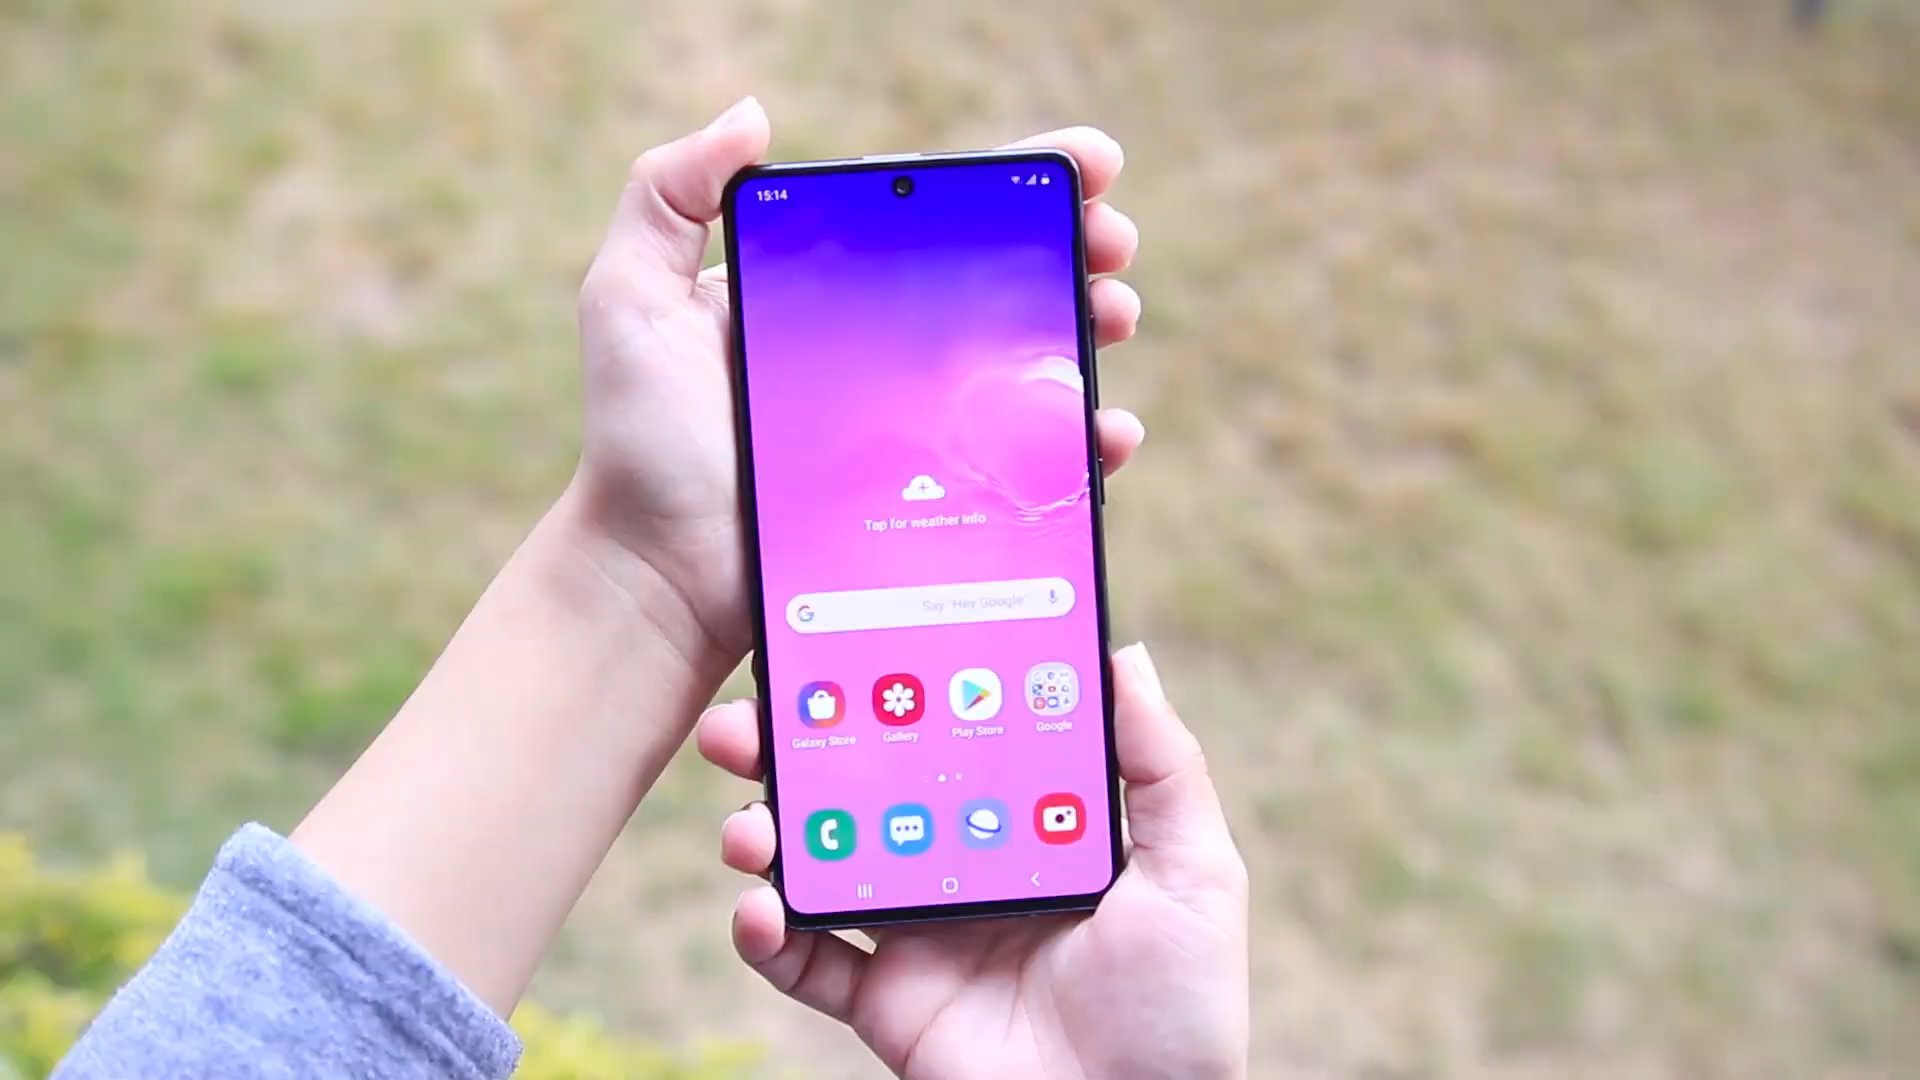 15:14
Tap for weather info
Say "Hey Google"
Galaxy Store
Gallery
Play Store
Google